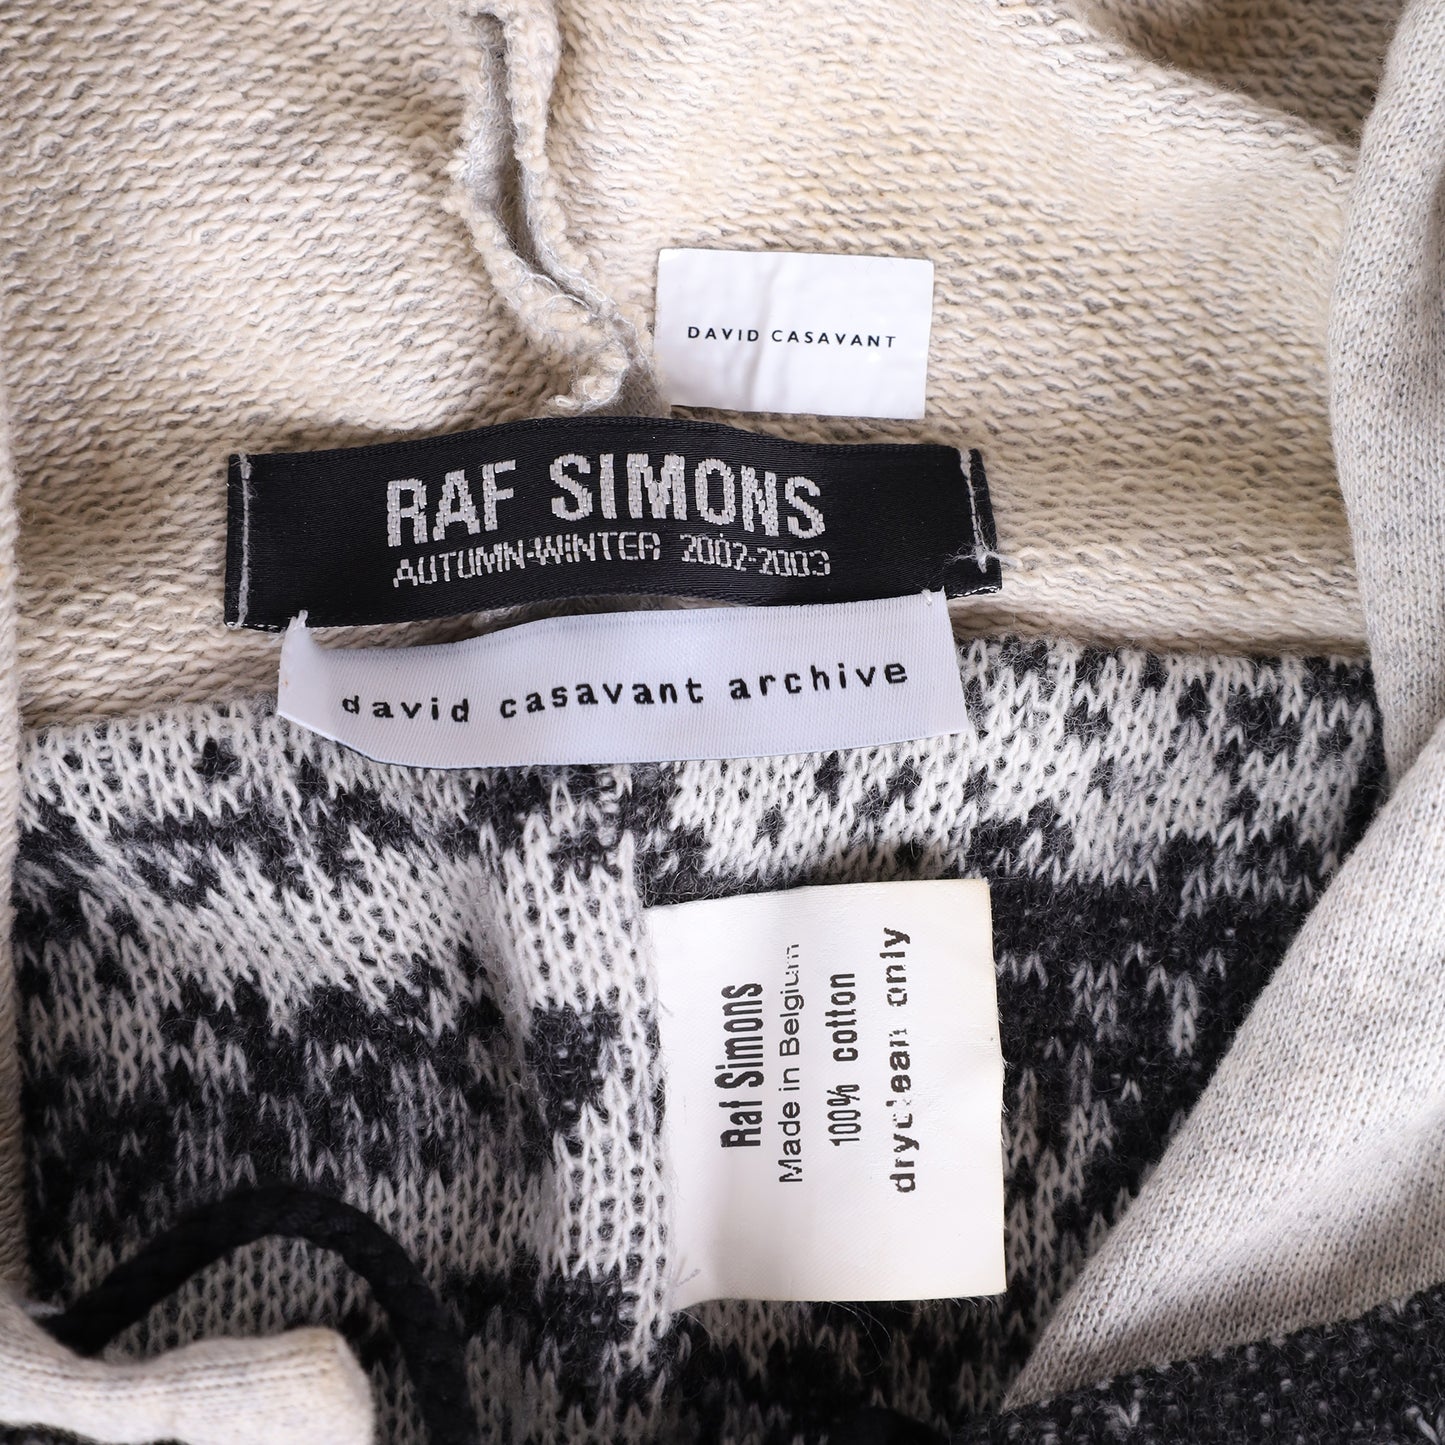 DAVID CASAVANT
RAF SIMONS
AUTUMN-WiNTER 2002-2003
david casavant archive
Raf Simons
Made in Belgium
100% cotton
dryclean only